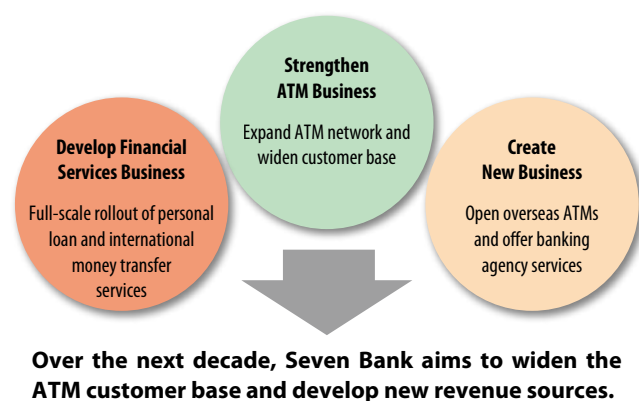 Strengthen
ATM Business
Expand ATM network and
widen customer base
Develop Financial
Services Business
Full-scale rollout of personal
loan and international
money transfer
services
Create
New Business
Open overseas ATMs
and offer banking
agency services
Over the next decade, Seven Bank aims to widen the
ATM customer base and develop new revenue sources.